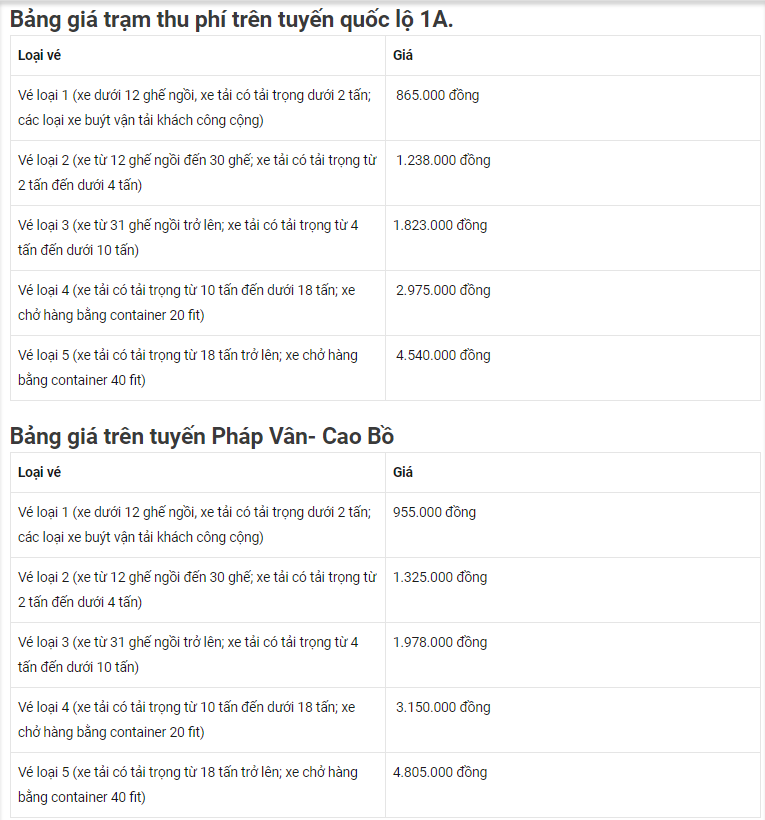 Bảng giá trạm thu phí trên tuyến quốc lộ 1A.
Loại vé Giá
Vé loại 1 (xe dưới 12 ghế ngồi, xe tải có tải trọng dưới 2 tấn; 865.000 đồng
các loại xe buýt vận tải khách công cộng)
Vé loại 2 (xe từ 12 ghế ngồi đến 30 ghế; xe tải có tải trọng từ 1.238.000 đồng
2 tấn đến dưới 4 tấn)
Vé loại 3 (xe từ 31 ghế ngồi trở lên; xe tải có tải trọng từ 4 1.823.000 đồng
tấn đến dưới 10 tấn)
Vé loại 4 (xe tải có tải trọng từ 10 tấn đến dưới 18 tấn; xe 2.975.000 đồng
chở hàng bằng container 20 fit)
Vé loại 5 (xe tải có tải trọng từ 18 tấn trở lên; xe chở hàng 4.540.000 đồng
bằng container 40 fit)
Bảng giá trên tuyến Pháp Vân- Cao Bồ
Loại vé Giá
Vé loại 1 (xe dưới 12 ghế ngồi, xe tải có tải trọng dưới 2 tấn; 955.000 đồng
các loại xe buýt vận tải khách công cộng)
Vé loại 2 (xe từ 12 ghế ngồi đến 30 ghế; xe tải có tải trọng từ 1.325.000 đồng
2 tấn đến dưới 4 tấn)
Vé loại 3 (xe từ 31 ghế ngồi trở lên; xe tải có tải trọng từ 4 1.978.000 đồng
tấn đến dưới 10 tấn)
Vé loại 4 (xe tải có tải trọng từ 10 tấn đến dưới 18 tấn; xe 3.150.000 đồng
chở hàng bằng container 20 fit)
Vé loại 5 (xe tải có tải trọng từ 18 tấn trở lên; xe chở hàng 4.805.000 đồng
bằng container 40 fit)